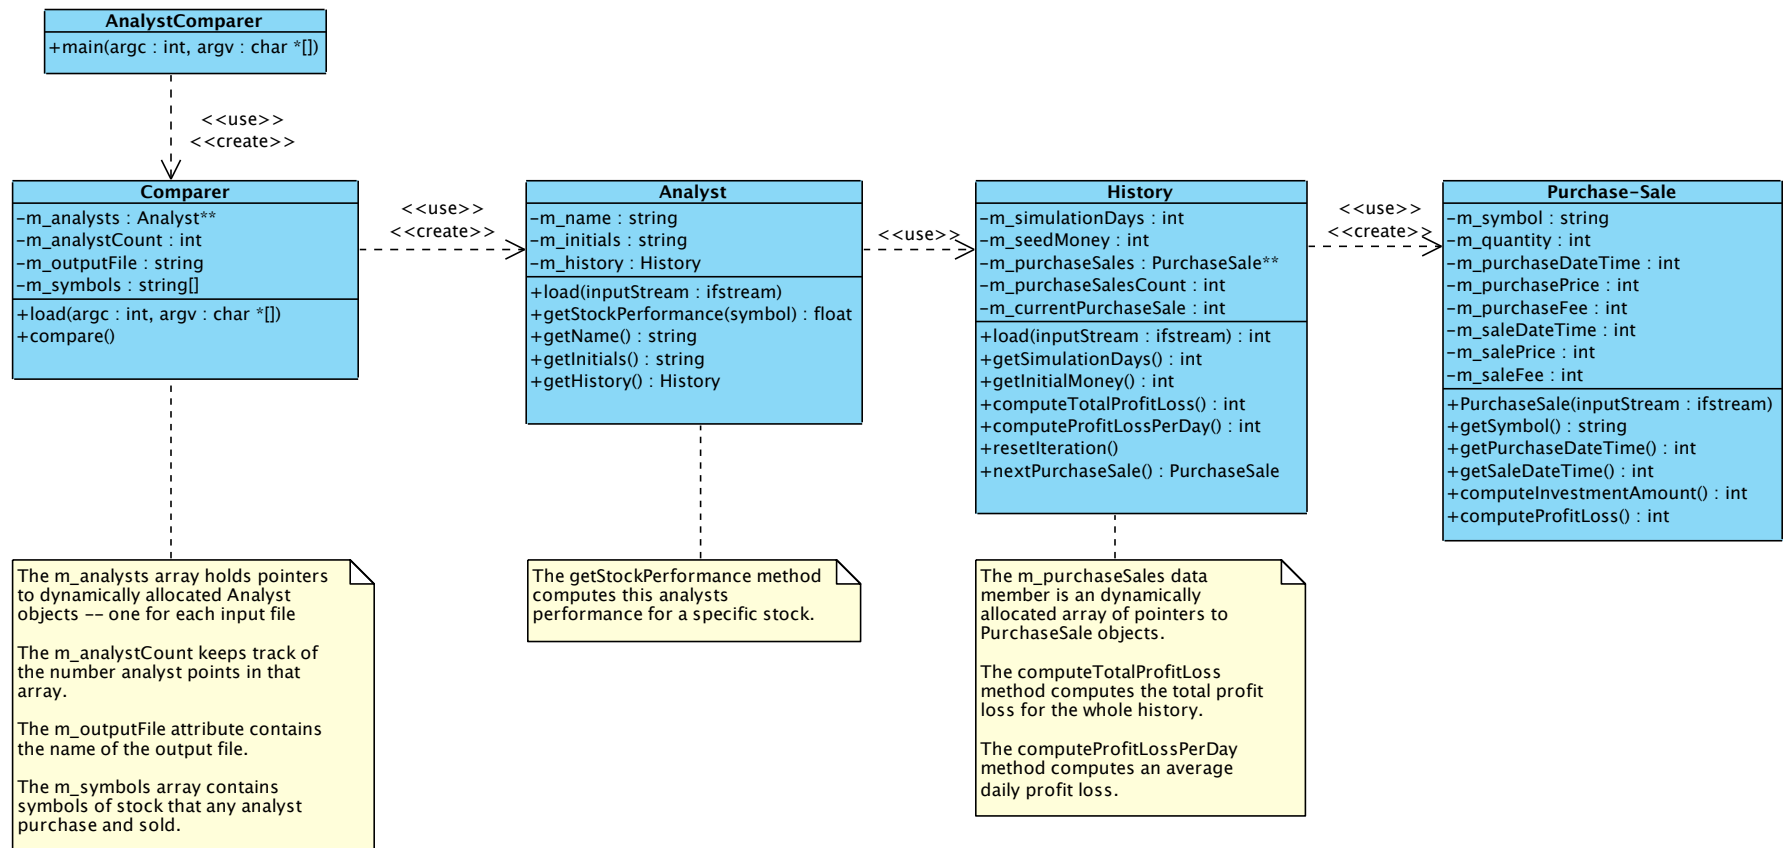 AnalystComparer
+main(argc : int, argv : char *[])
<<use>>
<<create>>
Comparer
-m_analysts : Analyst**
-m_analystCount : int
-m_outputFile : string
-m_symbols : string[]
+load(argc : int, argv : char *[])
+compare()
<<use>>
<<create>>
Analyst
-m_name : string
-m_initials : string
-m_history : History
+load(inputStream : ifstream)
+getStockPerformance(symbol) : float
+getName() : string
+getInitials() : string
+getHistory() : History
<<use>>
History
-m_simulationDays : int
-m_seedMoney : int
-m_purchaseSales : PurchaseSale**
-m_purchaseSalesCount : int
-m_currentPurchaseSale : int
+load(inputStream : ifstream) : int
+getSimulationDays() : int
+getInitialMoney() : int
+computeTotalProfitLoss() : int
+computeProfitLossPerDay() : int
+resetIteration()
+nextPurchaseSale() : PurchaseSale
<<use>>
<<create>>
Purchase-Sale
-m_symbol : string
-m_quantity : int
-m_purchaseDateTime : int
-m_purchasePrice : int
-m_purchaseFee : int
-m_saleDateTime : int
-m_salePrice : int
-m_saleFee : int
+PurchaseSale(inputStream : ifstream)
+getSymbol() : string
+getPurchaseDateTime() : int
+getSaleDateTime() : int
+computeInvestmentAmount() : int
+computeProfitLoss() : int
The m_analysts array holds pointers
to dynamically allocated Analyst
objects -- one for each input file
The m_analystCount keeps track of
the number analyst points in that
array.
The m_outputFile attribute contains
the name of the output file.
The m_symbols array contains
symbols of stock that any analyst
purchase and sold.
The getStockPerformance method
computes this analysts
performance for a specific stock.
The m_purchaseSales data
member is an dynamically
allocated array of pointers to
PurchaseSale objects.
The computeTotalProfitLoss
method computes the total profit
loss for the whole history.
The computeProfitLossPerDay
method computes an average
daily profit loss.